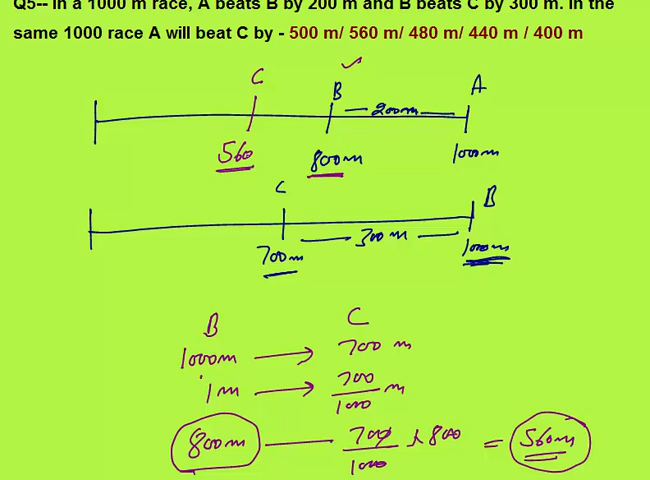 Q5-- In a 1000 m race, A beats B by 200 m and B beats C by 300 m. In the
same 1000 race A will beat C by - 500 m/ 560 m/ 480 m/ 440 m / 400 m
C B A
200m
560 800m 1000m
C B
300 m
700m 1000m
B C
1000m → 700 m
1m → 700/1000 m
800m — 700/1000 × 800 = 560m